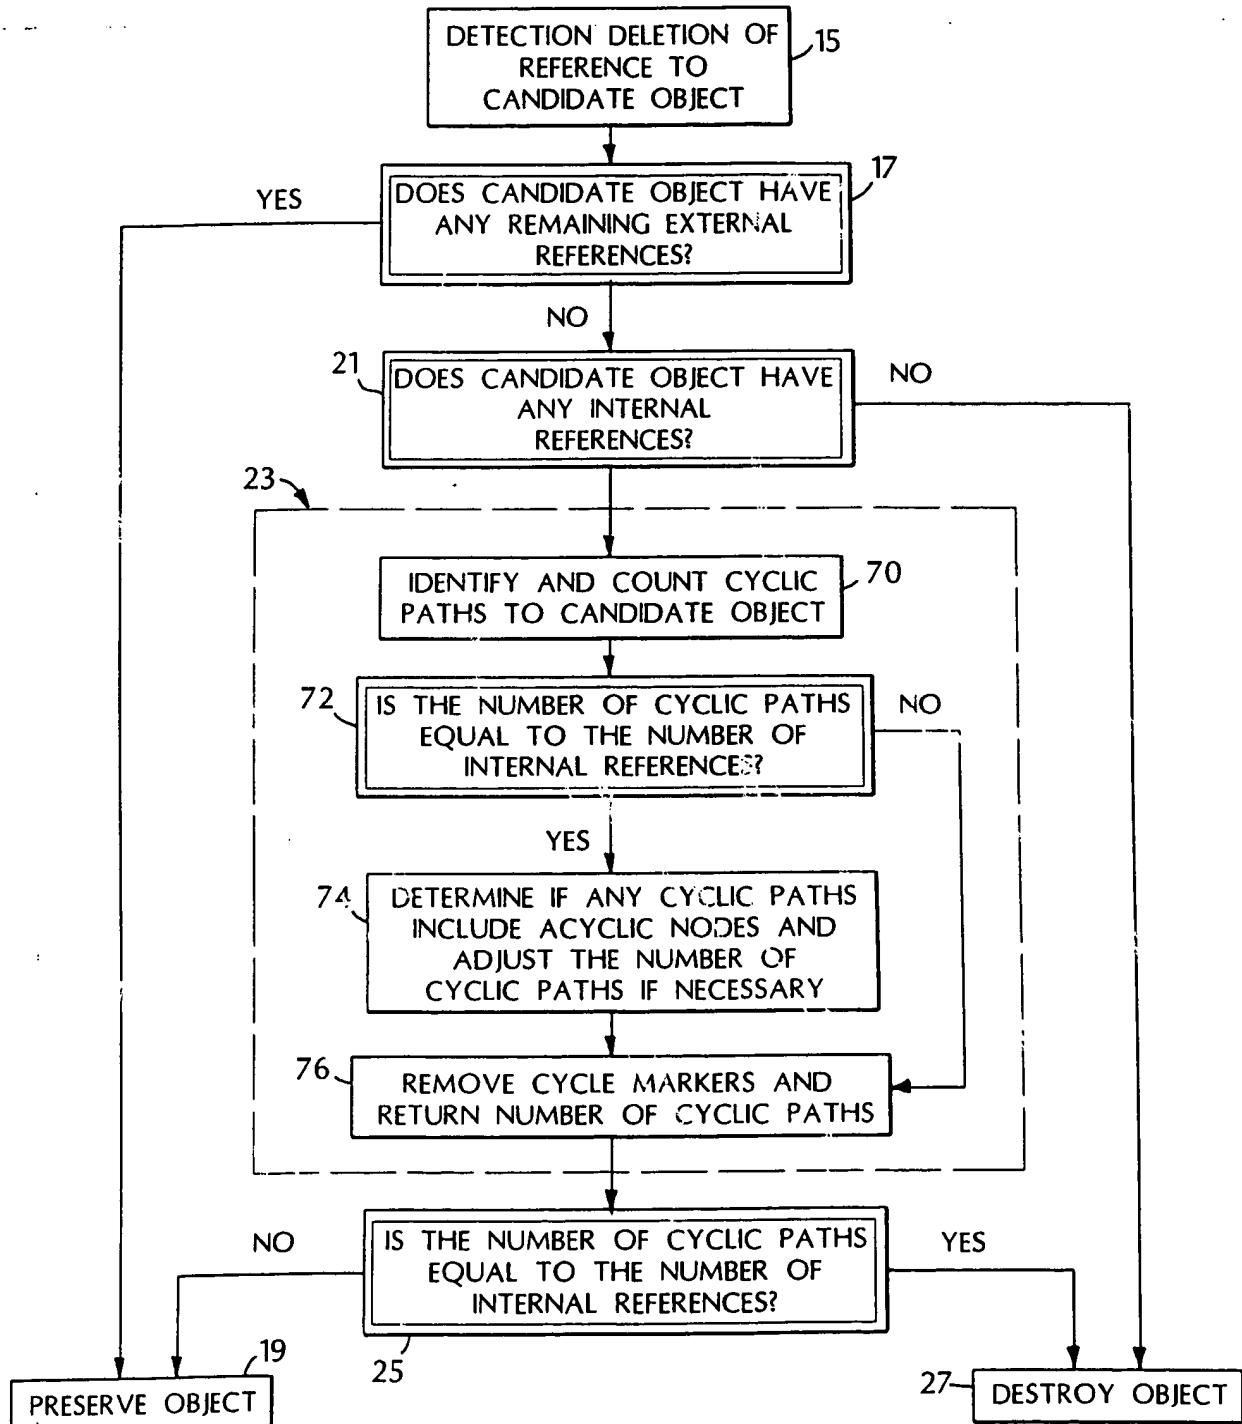 DETECTION DELETION OF
REFERENCE TO
CANDIDATE OBJECT
15
YES
DOES CANDIDATE OBJECT HAVE
ANY REMAINING EXTERNAL
REFERENCES?
17
NO
21
DOES CANDIDATE OBJECT HAVE
ANY INTERNAL
REFERENCES?
NO
23
IDENTIFY AND COUNT CYCLIC
PATHS TO CANDIDATE OBJECT
70
72
IS THE NUMBER OF CYCLIC PATHS
EQUAL TO THE NUMBER OF
INTERNAL REFERENCES?
NO
YES
74
DETERMINE IF ANY CYCLIC PATHS
INCLUDE ACYCLIC NODES AND
ADJUST THE NUMBER OF
CYCLIC PATHS IF NECESSARY
76
REMOVE CYCLE MARKERS AND
RETURN NUMBER OF CYCLIC PATHS
NO
IS THE NUMBER OF CYCLIC PATHS
EQUAL TO THE NUMBER OF
INTERNAL REFERENCES?
YES
25
19
PRESERVE OBJECT
27
DESTROY OBJECT